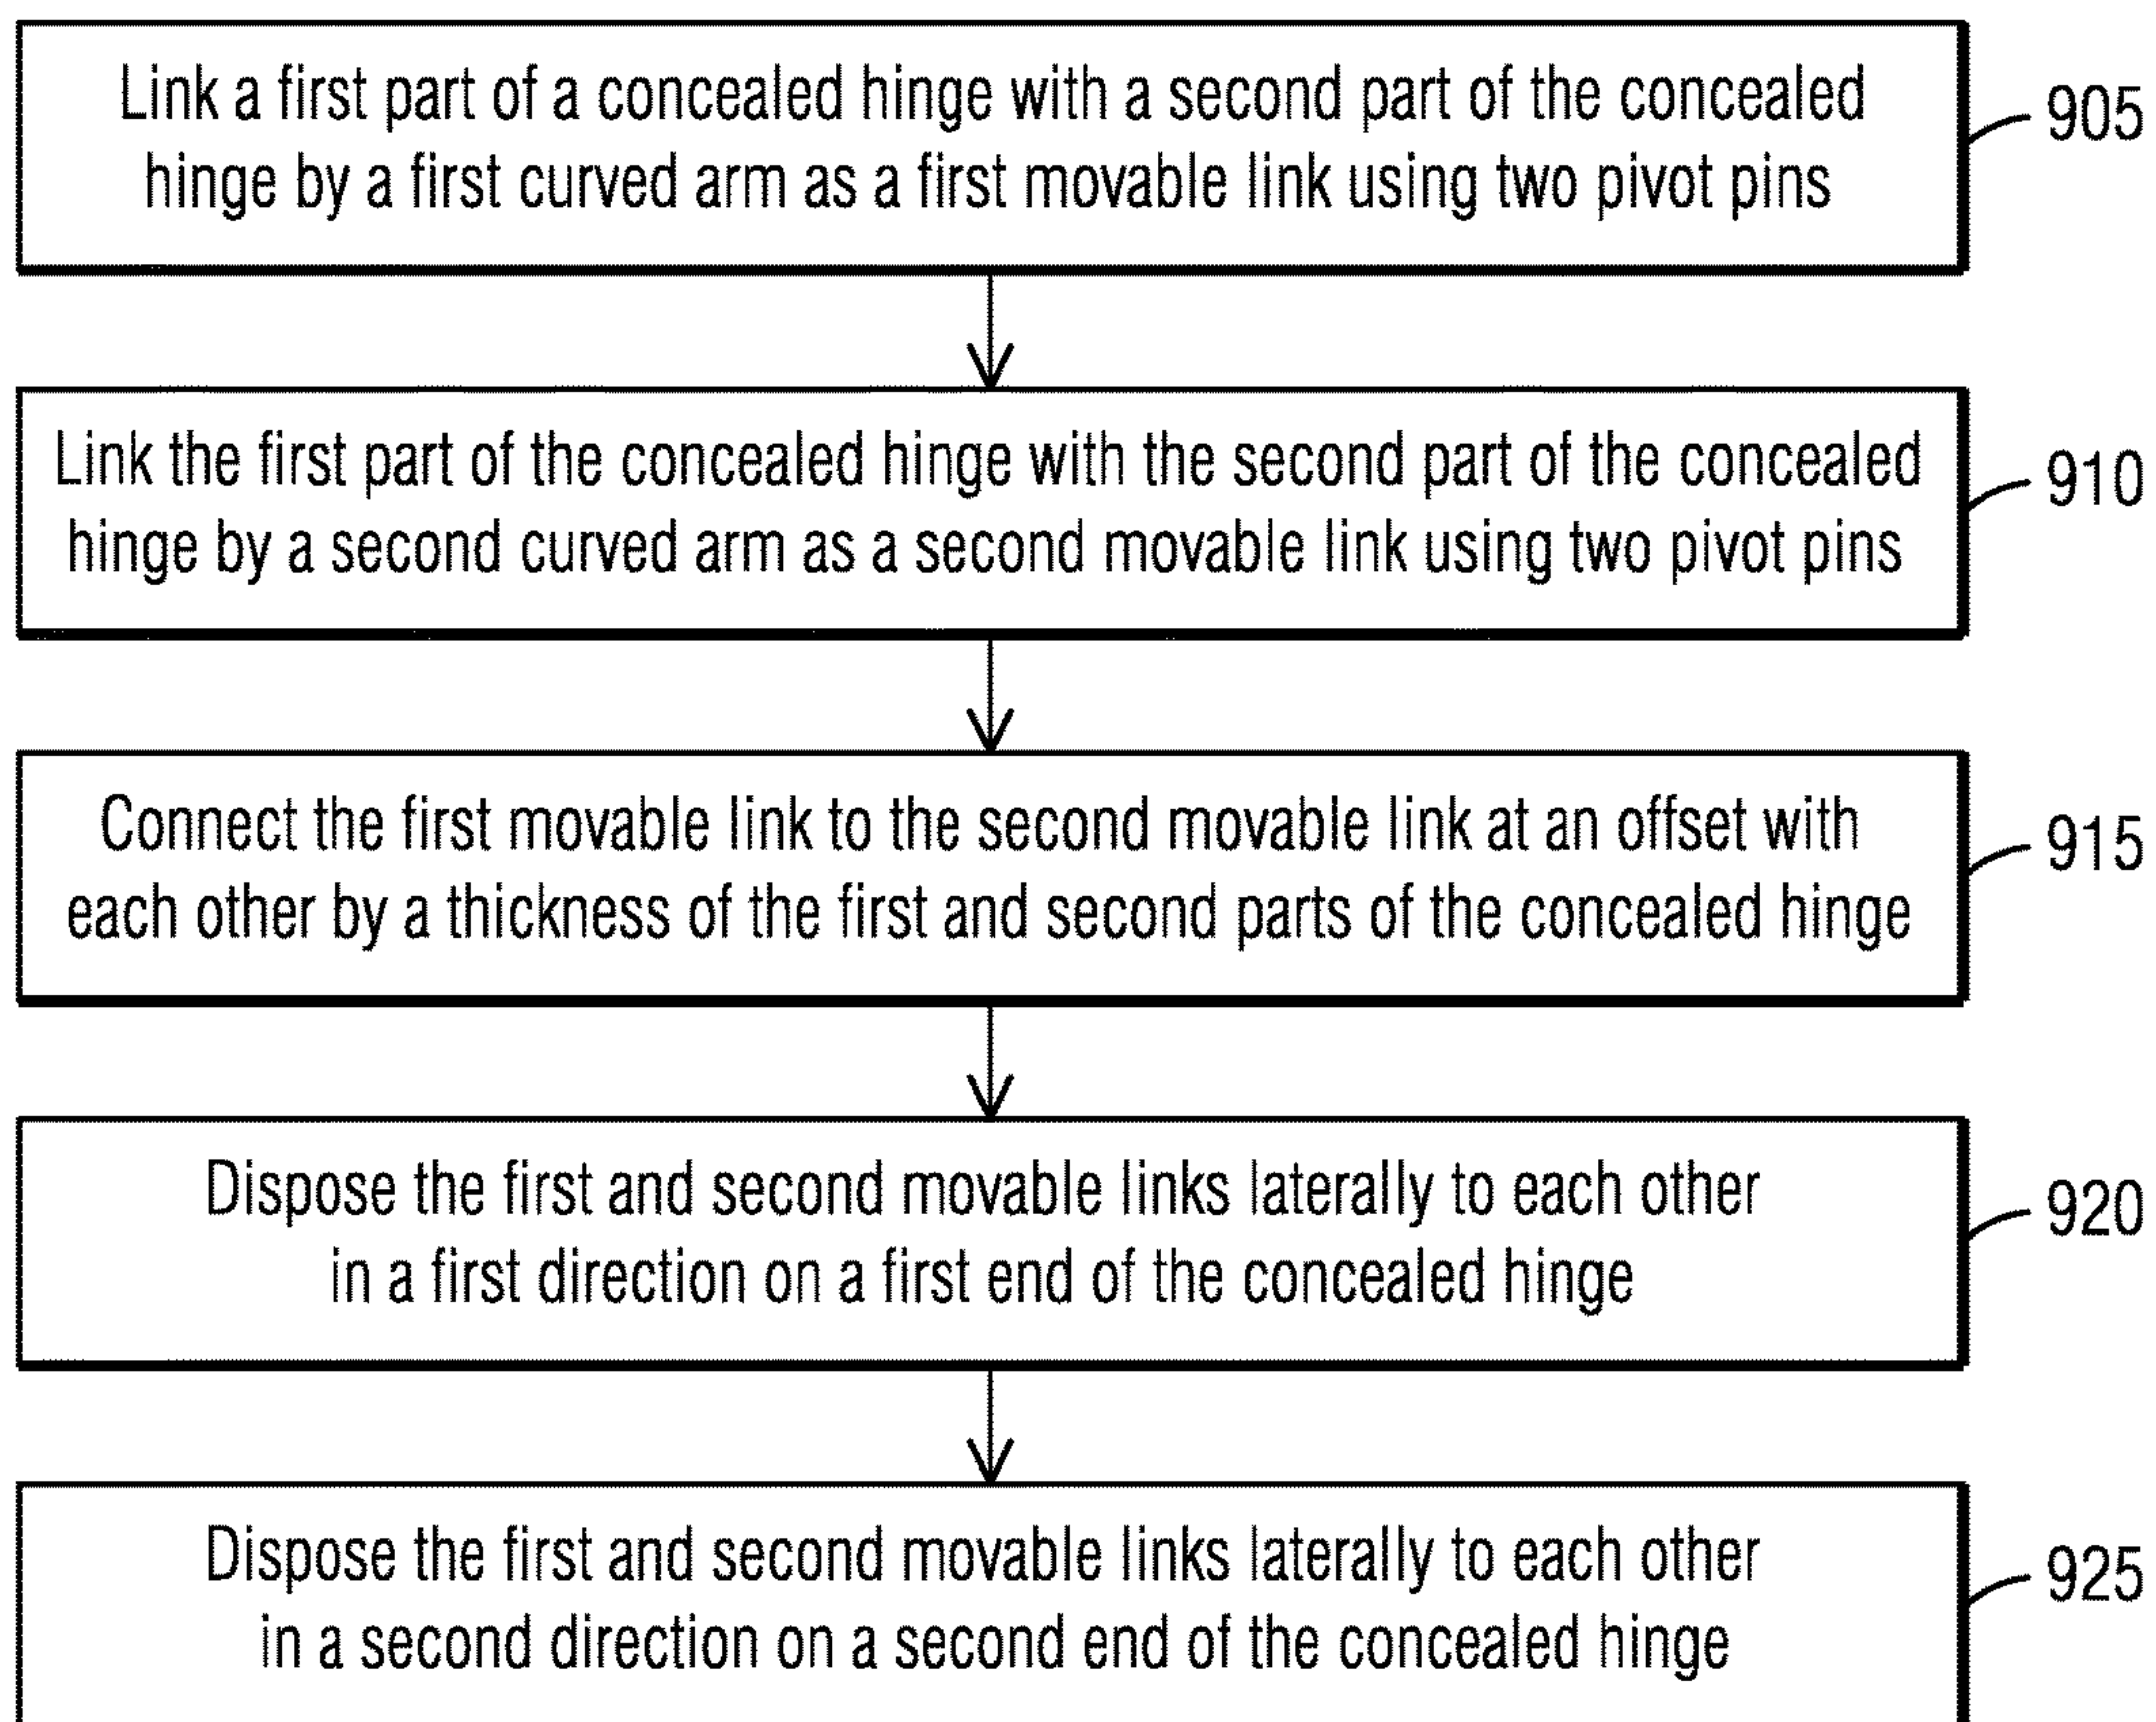 Link a first part of a concealed hinge with a second part of the concealed
hinge by a first curved arm as a first movable link using two pivot pins
905
Link the first part of the concealed hinge with the second part of the concealed
hinge by a second curved arm as a second movable link using two pivot pins
910
Connect the first movable link to the second movable link at an offset with
each other by a thickness of the first and second parts of the concealed hinge
915
Dispose the first and second movable links laterally to each other
in a first direction on a first end of the concealed hinge
920
Dispose the first and second movable links laterally to each other
in a second direction on a second end of the concealed hinge
925